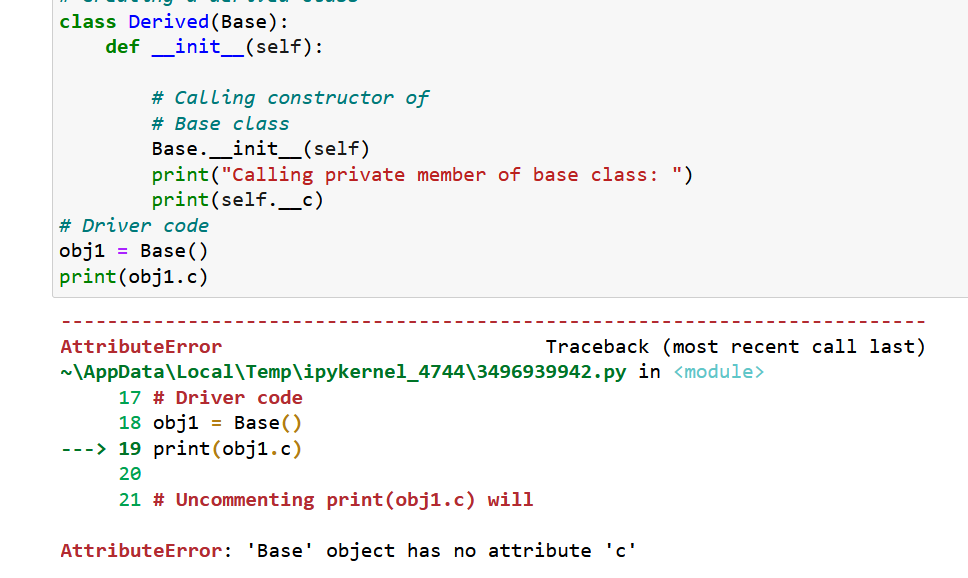 # Creating a derived class
class Derived(Base):
    def __init__(self):
        # Calling constructor of
        # Base class
        Base.__init__(self)
        print("Calling private member of base class: ")
        print(self.__c)
# Driver code
obj1 = Base()
print(obj1.c)
---------------------------------------------------------------------------
AttributeError                            Traceback (most recent call last)
~\AppData\Local\Temp\ipykernel_4744\3496939942.py in <module>
     17 # Driver code
     18 obj1 = Base()
---> 19 print(obj1.c)
     20
     21 # Uncommenting print(obj1.c) will
AttributeError: 'Base' object has no attribute 'c'